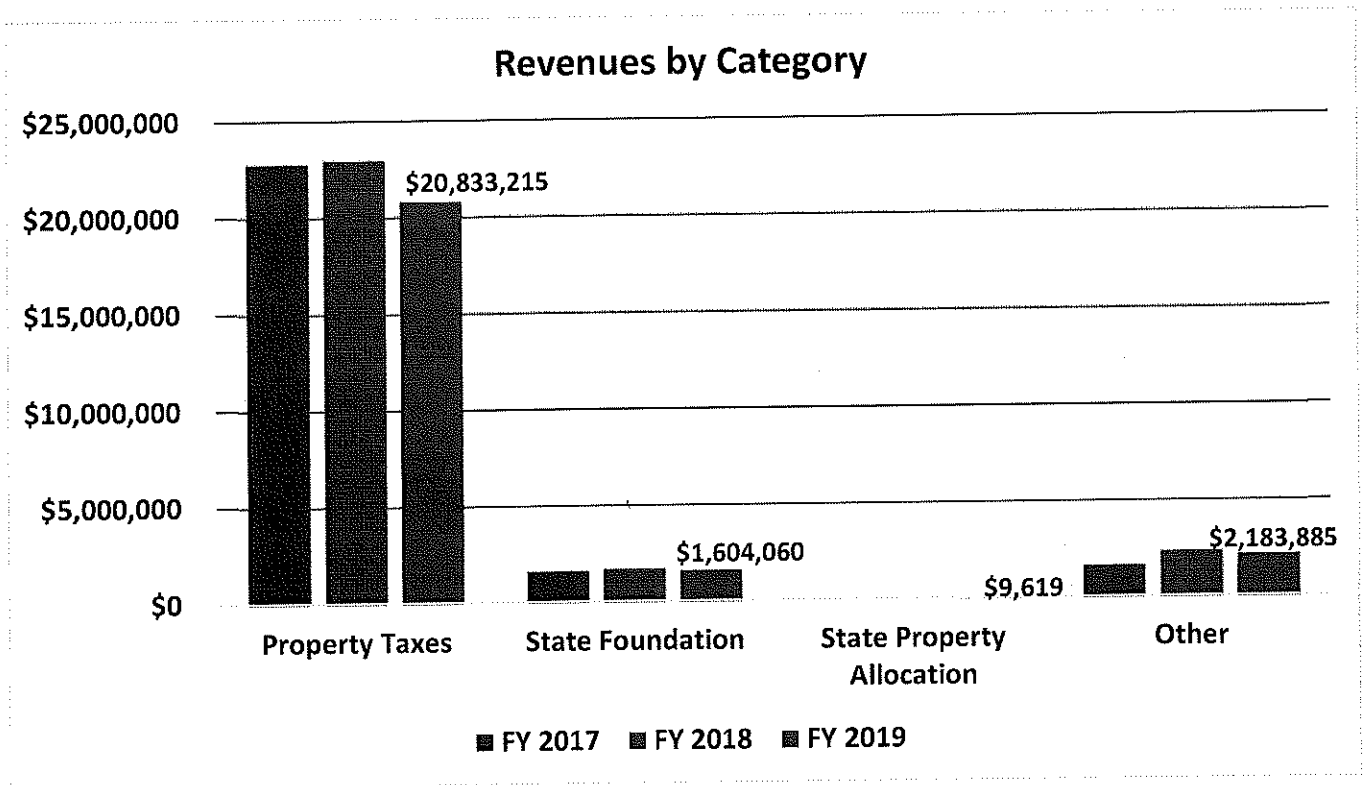 Revenues by Category
$25,000,000
$20,000,000
$15,000,000
$10,000,000
$5,000,000
$0
$20,833,215
$1,604,060
$9,619
$2,183,885
Property Taxes
State Foundation
State Property
Allocation
Other
FY 2017 FY 2018 FY 2019